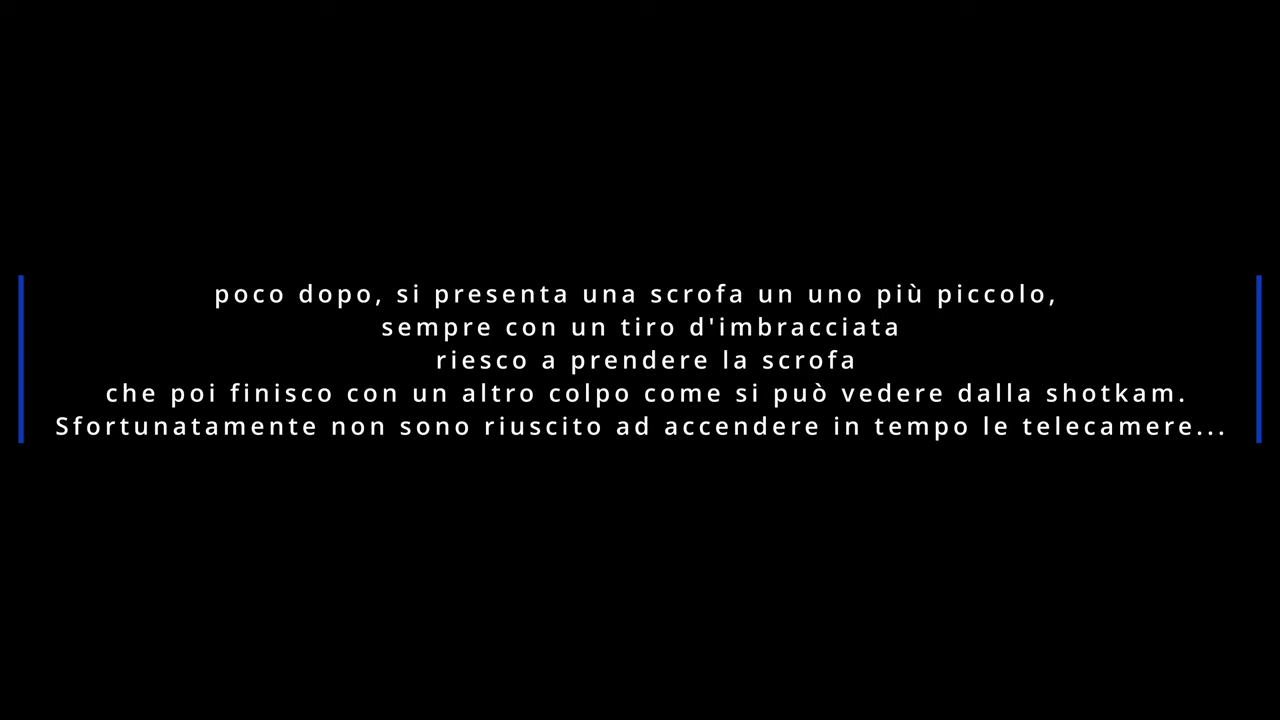 poco dopo, si presenta una scrofa un uno più piccolo,
sempre con un tiro d'imbracciata
riesco a prendere la scrofa
che poi finisco con un altro colpo come si può vedere dalla shotkam.
Sfortunatamente non sono riuscito ad accendere in tempo le telecamere...